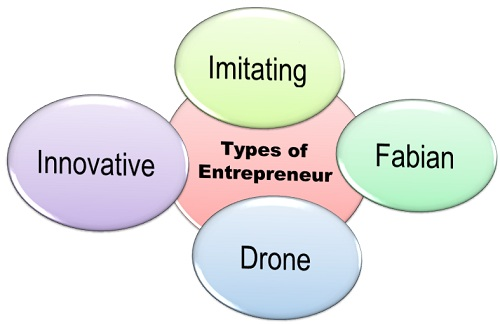 Imitating
Innovative
Types of
Entrepreneur
Fabian
Drone